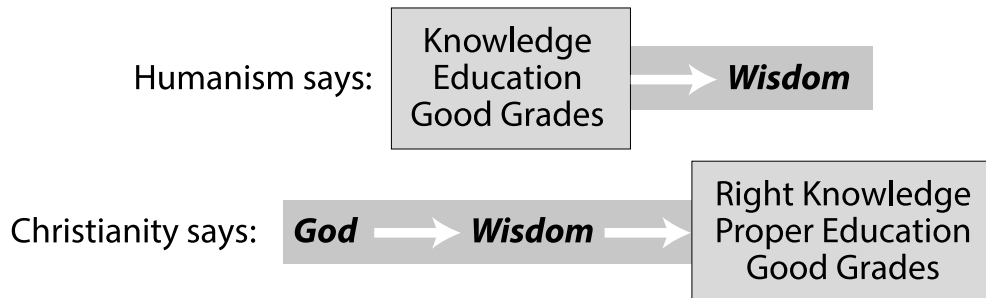 Humanism says:
Knowledge
Education
Good Grades
Wisdom
Christianity says:
God
Wisdom
Right Knowledge
Proper Education
Good Grades